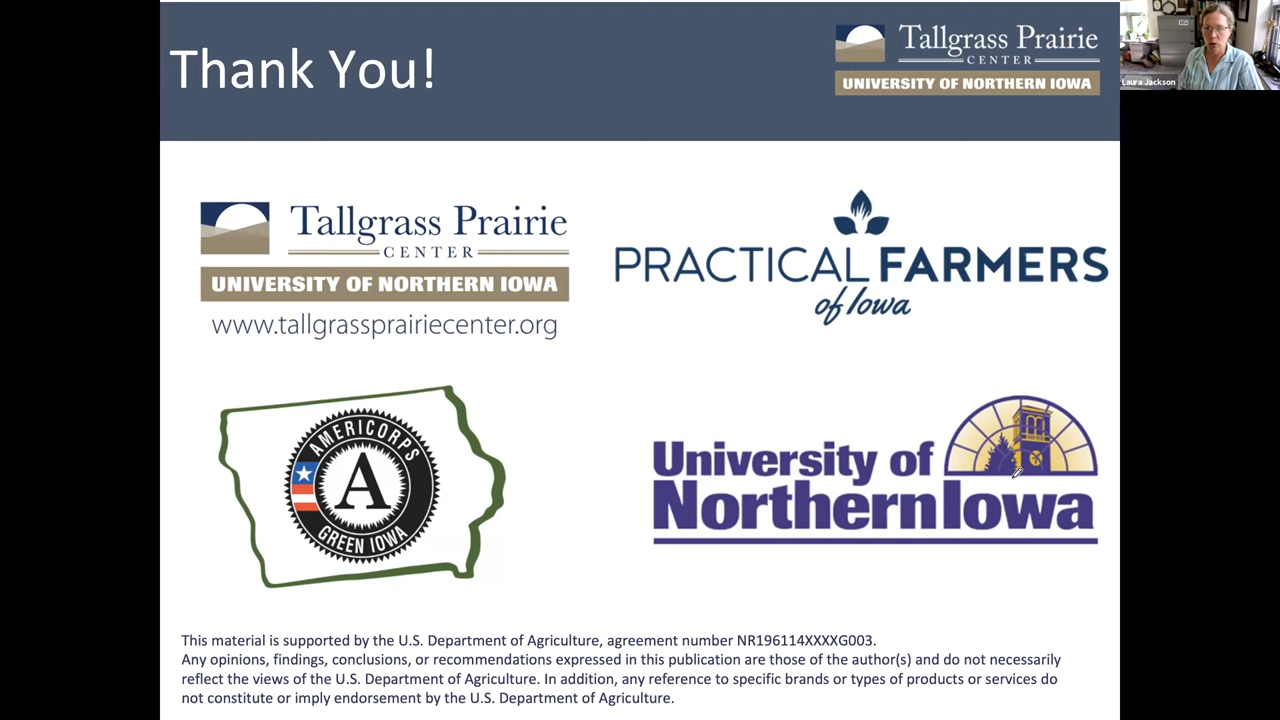 Thank You!
Tallgrass Prairie
CENTER
UNIVERSITY OF NORTHERN IOWA
Laura Jackson
Tallgrass Prairie
CENTER
UNIVERSITY OF NORTHERN IOWA
www.tallgrassprairiecenter.org
PRACTICAL FARMERS
of Iowa
AMERICORPS
A
GREEN IOWA
University of
Northern Iowa
This material is supported by the U.S. Department of Agriculture, agreement number NR196114XXXXG003.
Any opinions, findings, conclusions, or recommendations expressed in this publication are those of the author(s) and do not necessarily
reflect the views of the U.S. Department of Agriculture. In addition, any reference to specific brands or types of products or services do
not constitute or imply endorsement by the U.S. Department of Agriculture.